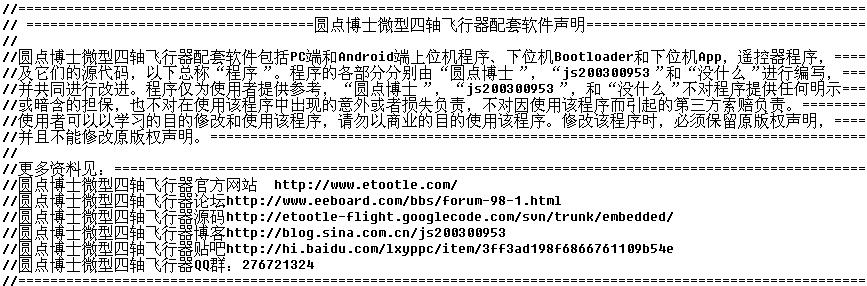 //==========================================================================================================
// ===================================圆点博士微型四轴飞行器配套软件声明===================================
//
//圆点博士微型四轴飞行器配套软件包括PC端和Android端上位机程序、下位机Bootloader和下位机App，遥控器程序，====
//及它们的源代码，以下总称“程序 ”。程序的各部分分别由“圆点博士 ”，“js200300953 ”和“没什么 ”进行编写，===
//并共同进行改进。程序仅为使用者提供参考，“圆点博士 ”，“js200300953 ”，和“没什么 ”不对程序提供任何明示===
//或暗含的担保，也不对在使用该程序中出现的意外或者损失负责，不对因使用该程序而引起的第三方索赔负责。=======
//使用者可以以学习的目的修改和使用该程序，请勿以商业的目的使用该程序。修改该程序时，必须保留原版权声明，====
//并且不能修改原版权声明。==================================================================================
//
//更多资料见：==============================================================================================
//圆点博士微型四轴飞行器官方网站  http://www.etootle.com/
//圆点博士微型四轴飞行器论坛http://www.eeboard.com/bbs/forum-98-1.html
//圆点博士微型四轴飞行器源码http://etootle-flight.googlecode.com/svn/trunk/embedded/
//圆点博士微型四轴飞行器博客http://blog.sina.com.cn/js200300953
//圆点博士微型四轴飞行器贴吧http://hi.baidu.com/lxyppc/item/3ff3ad198f6866761109b54e
//圆点博士微型四轴飞行器QQ群：276721324
//==========================================================================================================